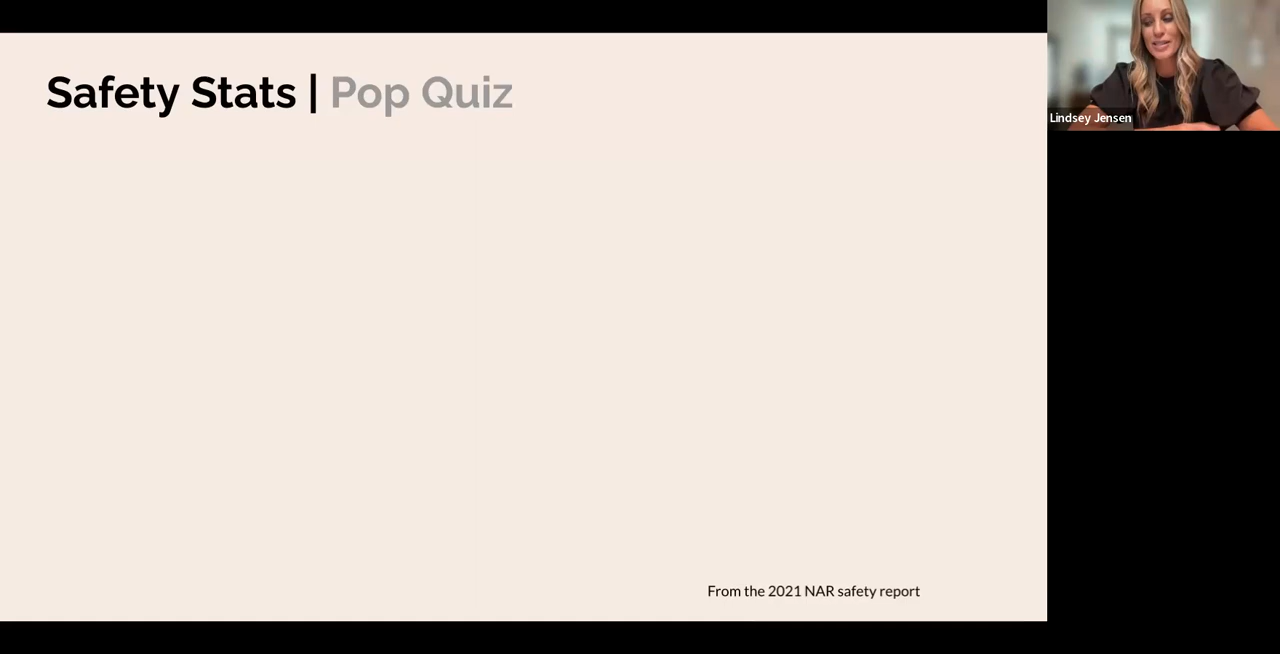 Safety Stats | Pop Quiz
Lindsey Jensen
From the 2021 NAR safety report